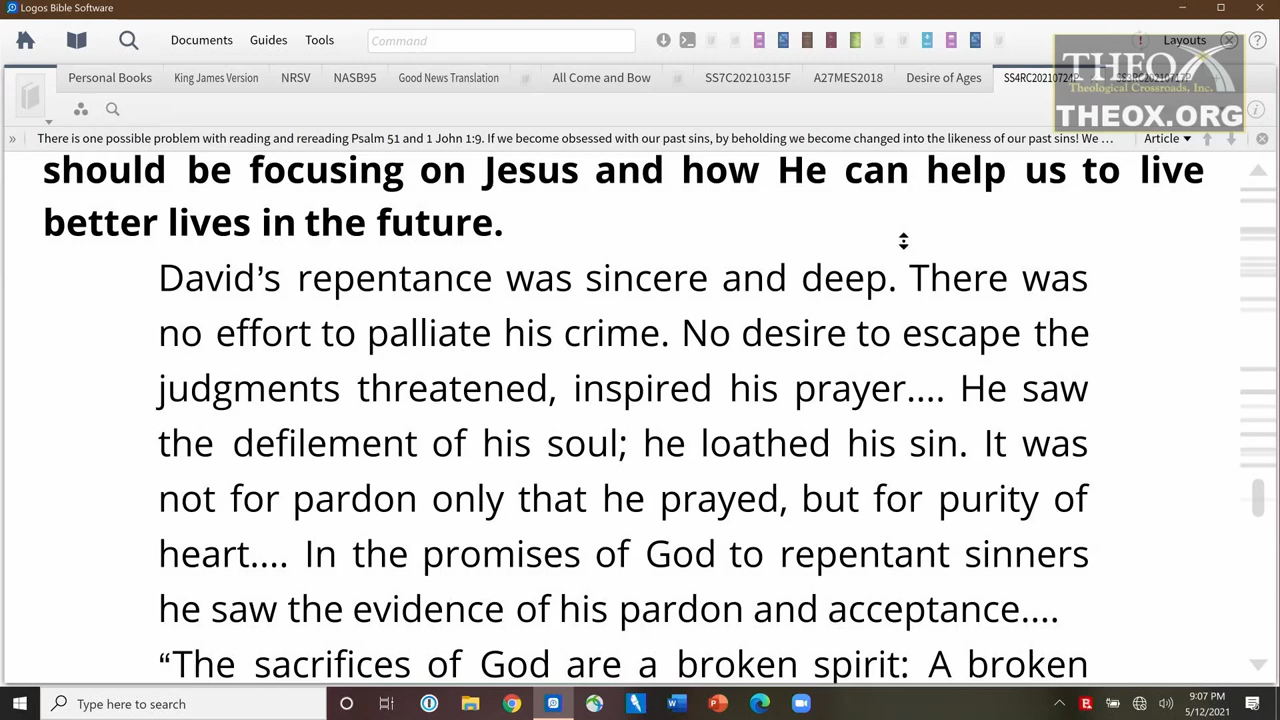 Logos Bible Software
Documents Guides Tools Command Layouts
Personal Books King James Version NRSV NASB95 Good News Translation All Come and Bow SS7C20210315F A27MES2018 Desire of Ages SS4RC20210724P
THEO
Theological Crossroads, Inc.
THEOX.ORG
» There is one possible problem with reading and rereading Psalm 51 and 1 John 1:9. If we become obsessed with our past sins, by beholding we become changed into the likeness of our past sins! We … Article
should be focusing on Jesus and how He can help us to live
better lives in the future.
David’s repentance was sincere and deep. There was
no effort to palliate his crime. No desire to escape the
judgments threatened, inspired his prayer.... He saw
the defilement of his soul; he loathed his sin. It was
not for pardon only that he prayed, but for purity of
heart.... In the promises of God to repentant sinners
he saw the evidence of his pardon and acceptance....
“The sacrifices of God are a broken spirit: A broken
Type here to search
9:07 PM
5/12/2021